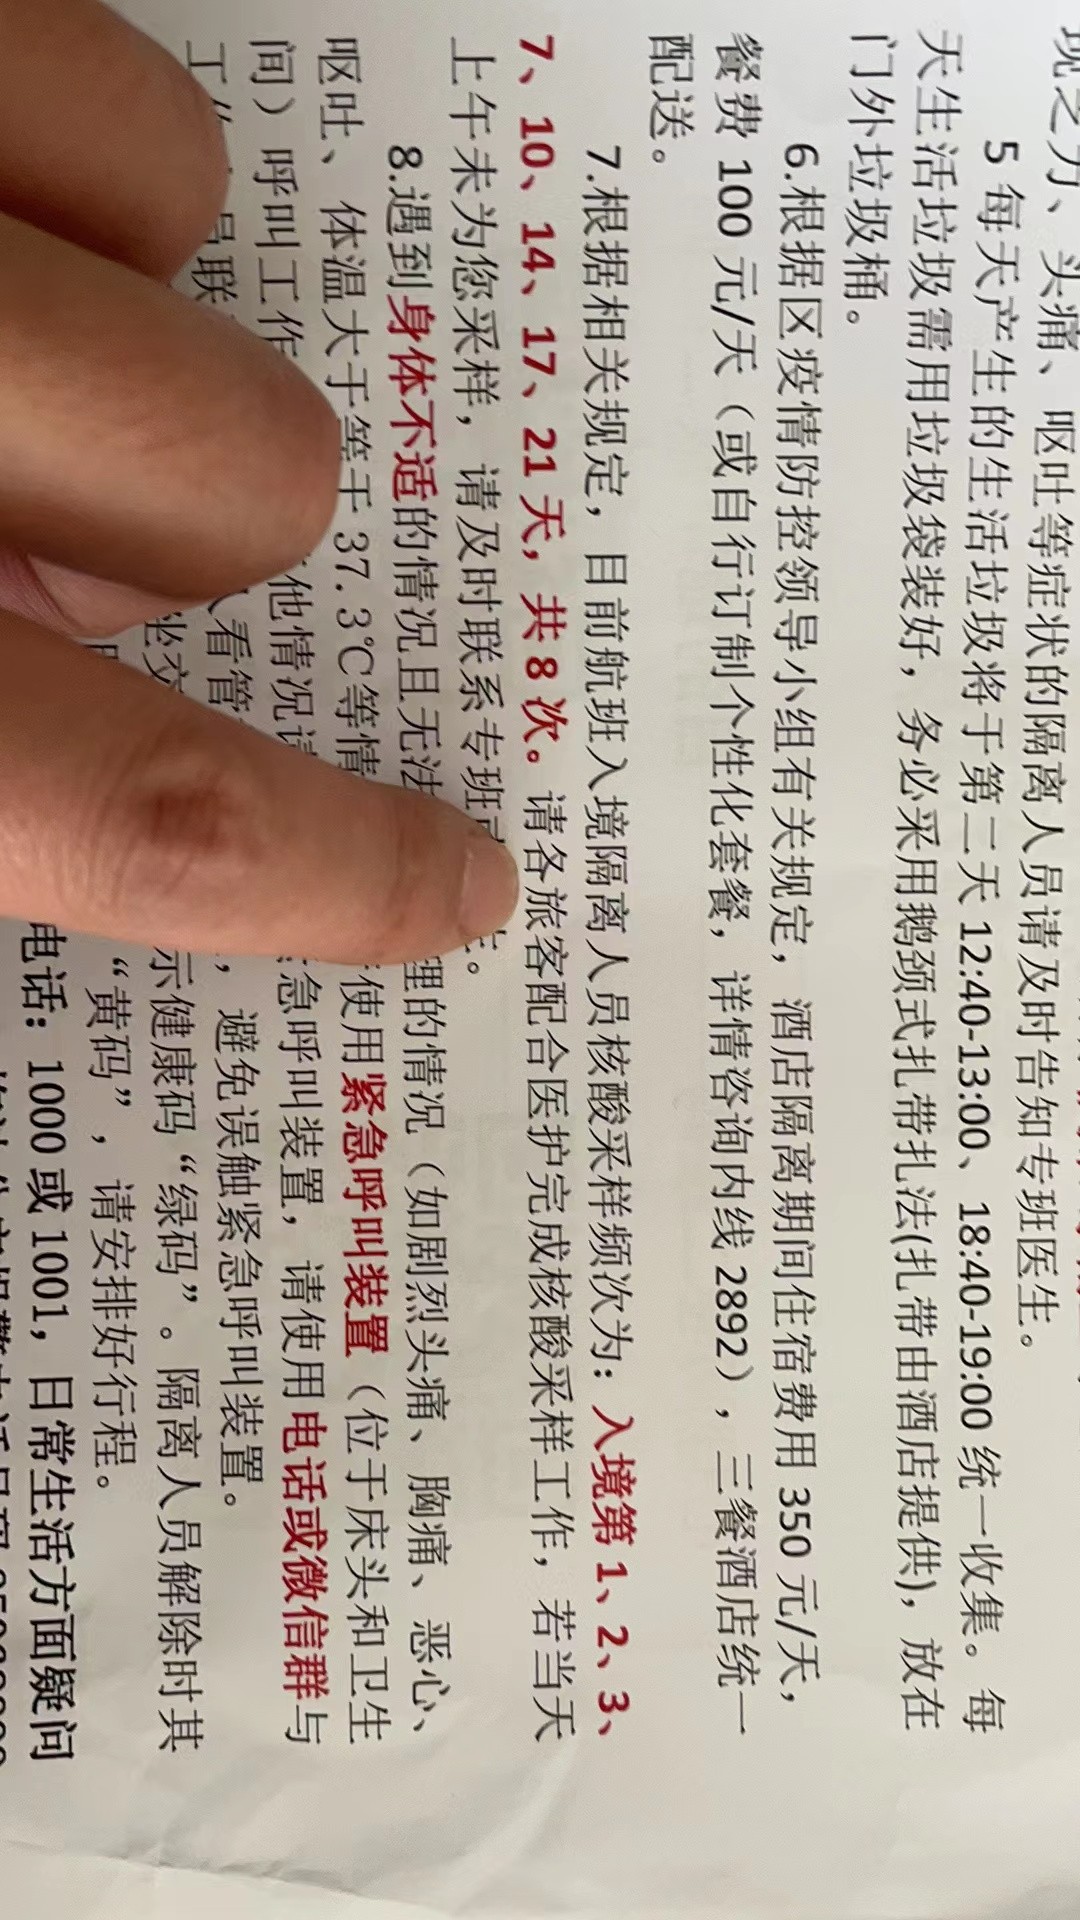 现乏力、头痛、呕吐等症状的隔离人员请及时告知专班医生。
5 每天产生的生活垃圾将于第二天 12:40-13:00、18:40-19:00 统一收集。每
天生活垃圾需用垃圾袋装好，务必采用鹅颈式扎带扎法(扎带由酒店提供)，放在
门外垃圾桶。
6.根据区疫情防控领导小组有关规定，酒店隔离期间住宿费用 350 元/天，
餐费 100 元/天（或自行订制个性化套餐，详情咨询内线 2892），三餐酒店统一
配送。
7.根据相关规定，目前航班入境隔离人员核酸采样频次为：入境第 1、2、3、
7、10、14、17、21 天，共 8 次。请各旅客配合医护完成核酸采样工作，若当天
上午未为您采样，请及时联系专班 。
8.遇到身体不适的情况且无法 理的情况（如剧烈头痛、胸痛、恶心、
呕吐、体温大于等于 37.3℃等情 使用紧急呼叫装置（位于床头和卫生
间）呼叫工作 他情况请 急呼叫装置，请使用电话或微信群与
工 员联 看管 ，避免误触紧急呼叫装置。
坐交 示健康码“绿码”。隔离人员解除时其
“黄码”，请安排好行程。
电话：1000 或 1001，日常生活方面疑问